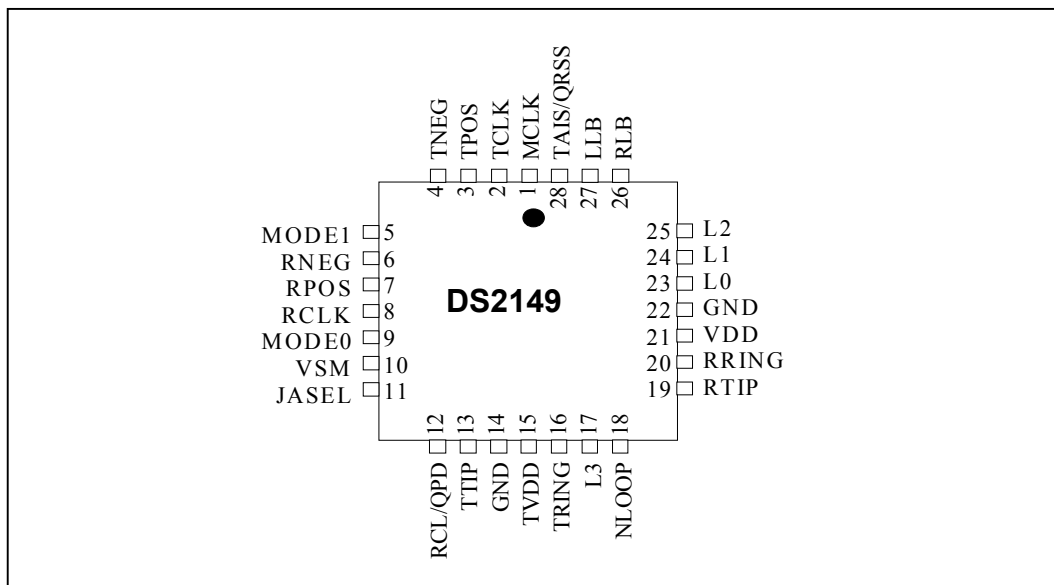 TNEG TPOS TCLK MCLK TAIS/QRSS LLB RLB
4 3 2 1 28 27 26
MODE1 5
RNEG 6
RPOS 7
RCLK 8
MODE0 9
VSM 10
JASEL 11
DS2149
25 L2
24 L1
23 L0
22 GND
21 VDD
20 RRING
19 RTIP
12 13 14 15 16 17 18
RCL/QPD TTIP GND TVDD TRING L3 NLOOP